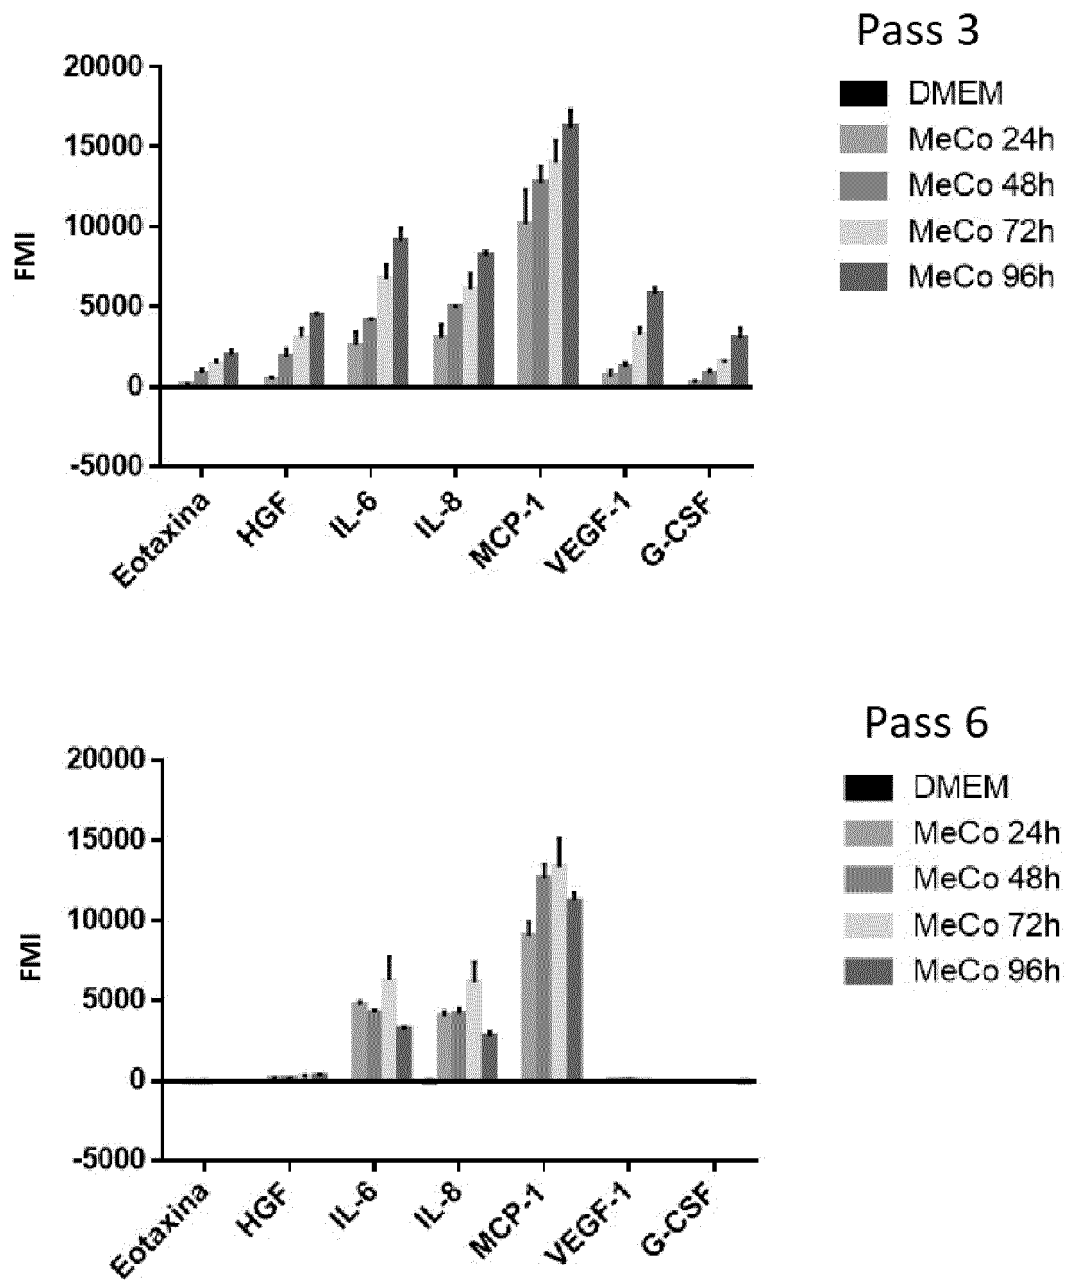 Pass 3
20000
15000
10000
5000
0
-5000
FMI
DMEM
MeCo 24h
MeCo 48h
MeCo 72h
MeCo 96h
Eotaxina
HGF
IL-6
IL-8
MCP-1
VEGF-1
G-CSF
Pass 6
20000
15000
10000
5000
0
-5000
FMI
DMEM
MeCo 24h
MeCo 48h
MeCo 72h
MeCo 96h
Eotaxina
HGF
IL-6
IL-8
MCP-1
VEGF-1
G-CSF